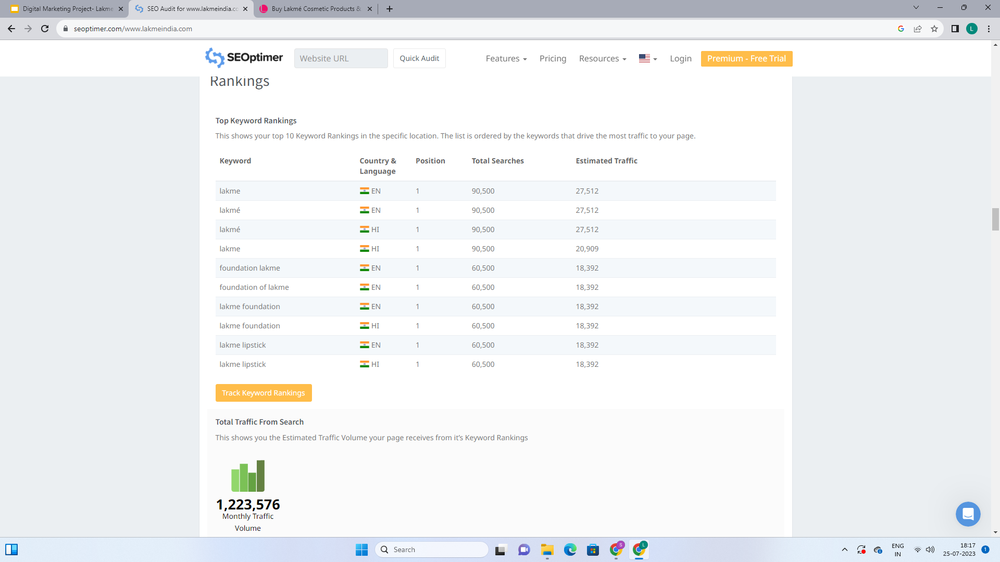 Digital Marketing Project- Lakme
SEO Audit for www.lakmeindia.co
Buy Lakmé Cosmetic Products &
seoptimer.com/www.lakmeindia.com
L
SEOptimer
Website URL
Quick Audit
Features
Pricing
Resources
Login
Premium - Free Trial
Rankings
Top Keyword Rankings
This shows your top 10 Keyword Rankings in the specific location. The list is ordered by the keywords that drive the most traffic to your page.
Keyword Country & Language Position Total Searches Estimated Traffic
lakme EN 1 90,500 27,512
lakmé EN 1 90,500 27,512
lakmé HI 1 90,500 27,512
lakme HI 1 90,500 20,909
foundation lakme EN 1 60,500 18,392
foundation of lakme EN 1 60,500 18,392
lakme foundation EN 1 60,500 18,392
lakme foundation HI 1 60,500 18,392
lakme lipstick EN 1 60,500 18,392
lakme lipstick HI 1 60,500 18,392
Track Keyword Rankings
Total Traffic From Search
This shows you the Estimated Traffic Volume your page receives from it's Keyword Rankings
1,223,576
Monthly Traffic
Volume
Search
S
L
ENG
IN
18:17
25-07-2023
1